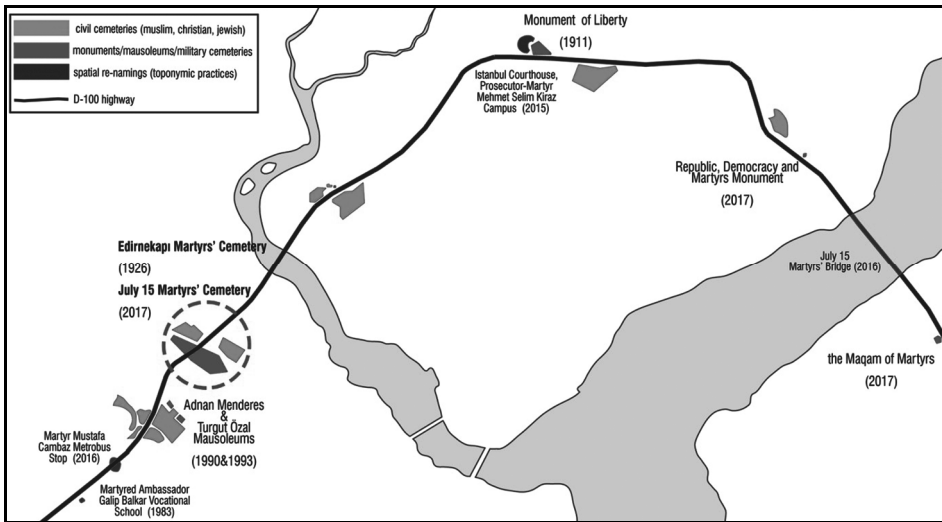 civil cemeteries (muslim, christian, jewish)
monuments/mausoleums/military cemeteries
spatial re-namings (toponymic practices)
D-100 highway
Monument of Liberty
(1911)
Istanbul Courthouse,
Prosecutor-Martyr
Mehmet Selim Kiraz
Campus (2015)
Republic, Democracy and
Martyrs Monument
(2017)
July 15
Martyrs' Bridge (2016)
the Maqam of Martyrs
(2017)
Edirnekapı Martyrs' Cemetery
(1926)
July 15 Martyrs' Cemetery
(2017)
Adnan Menderes
&
Turgut Özal
Mausoleums
(1990&1993)
Martyr Mustafa
Cambaz Metrobus
Stop (2016)
Martyred Ambassador
Galip Balkar Vocational
School (1983)